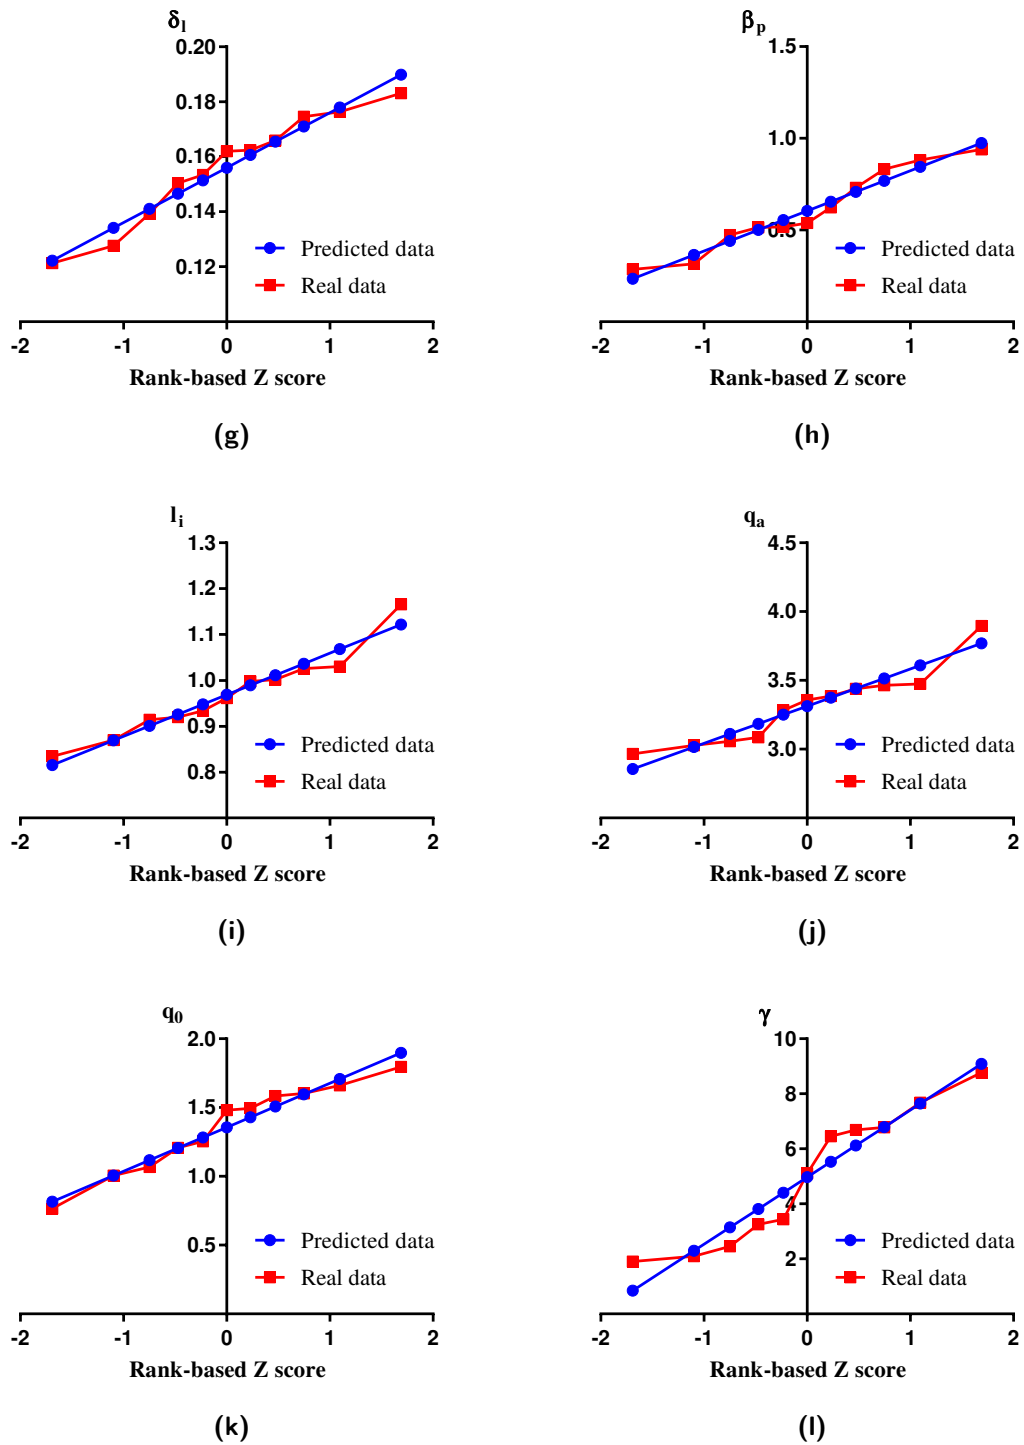 δl
0.20
0.18
0.16
0.14
0.12
Predicted data
Real data
-2 -1 0 1 2
Rank-based Z score
(g)
βp
1.5
1.0
0.5
Predicted data
Real data
-2 -1 0 1 2
Rank-based Z score
(h)
li
1.3
1.2
1.1
1.0
0.9
0.8
Predicted data
Real data
-2 -1 0 1 2
Rank-based Z score
(i)
qa
4.5
4.0
3.5
3.0
Predicted data
Real data
-2 -1 0 1 2
Rank-based Z score
(j)
q0
2.0
1.5
1.0
0.5
Predicted data
Real data
-2 -1 0 1 2
Rank-based Z score
(k)
γ
10
8
6
4
2
Predicted data
Real data
-2 -1 0 1 2
Rank-based Z score
(l)